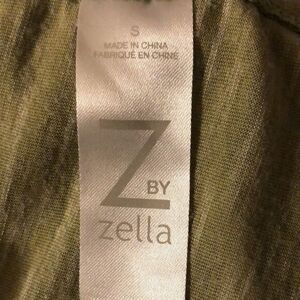 S
MADE IN CHINA
FABRIQUÉ EN CHINE
Z BY
zella